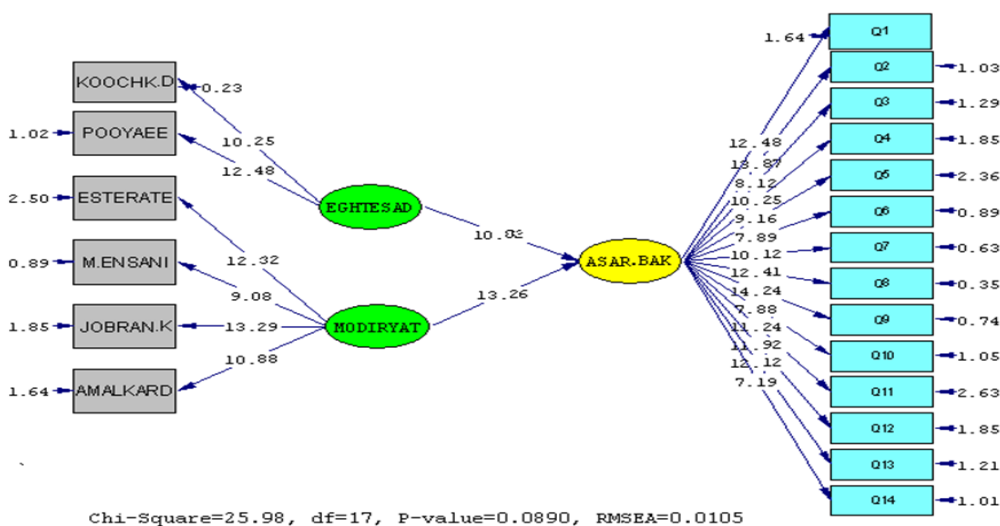 1.64 Q1
Q2 1.03
Q3 1.29
Q4 1.85
Q5 2.36
Q6 0.89
Q7 0.63
Q8 0.35
Q9 0.74
Q10 1.05
Q11 2.63
Q12 1.85
Q13 1.21
Q14 1.01
KOOCHK.D 0.23
1.02 POOYAEE
2.50 ESTERATE
0.89 M.ENSANI
1.85 JOBRAN.K
1.64 AMALKARD
10.25
12.48
EGHTESAD
12.32
9.08
13.29
10.88
MODIRYAT
10.82
13.26
ASAR.BAK
12.48
13.87
8.12
10.25
9.16
7.89
10.12
12.41
14.24
7.88
11.24
11.92
12.12
7.19
Chi-Square=25.98, df=17, P-value=0.0890, RMSEA=0.0105